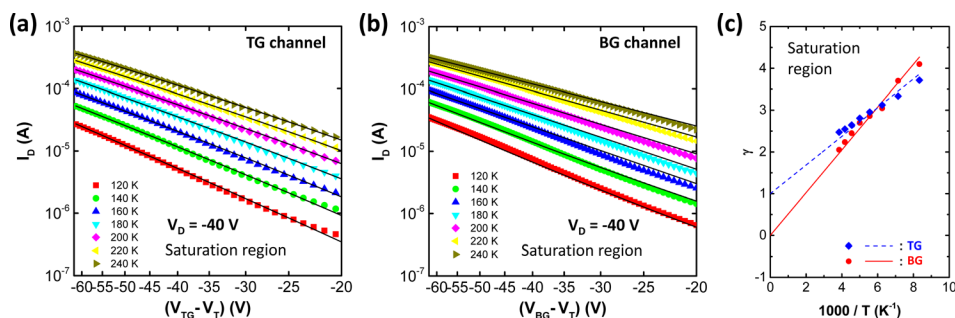 (a)
TG channel
I_D (A)
10^-3
10^-4
10^-5
10^-6
10^-7
120 K
140 K
160 K
180 K
200 K
220 K
240 K
V_D = -40 V
Saturation region
-60 -55 -50 -45 -40 -35 -30 -25 -20
(V_TG-V_T) (V)
(b)
BG channel
I_D (A)
10^-3
10^-4
10^-5
10^-6
10^-7
120 K
140 K
160 K
180 K
200 K
220 K
240 K
V_D = -40 V
Saturation region
-60 -55 -50 -45 -40 -35 -30 -25 -20
(V_BG-V_T) (V)
(c)
Saturation
region
γ
5
4
3
2
1
0
-1
: TG
: BG
0 2 4 6 8 10
1000 / T (K^-1)